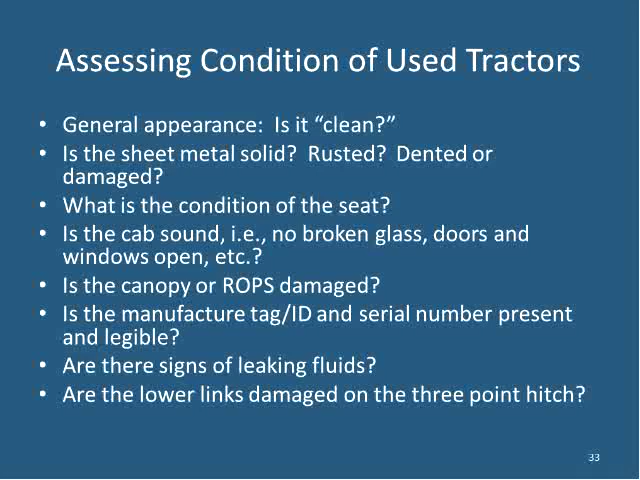 Assessing Condition of Used Tractors
• General appearance:  Is it “clean?”
• Is the sheet metal solid?  Rusted?  Dented or
damaged?
• What is the condition of the seat?
• Is the cab sound, i.e., no broken glass, doors and
windows open, etc.?
• Is the canopy or ROPS damaged?
• Is the manufacture tag/ID and serial number present
and legible?
• Are there signs of leaking fluids?
• Are the lower links damaged on the three point hitch?
33